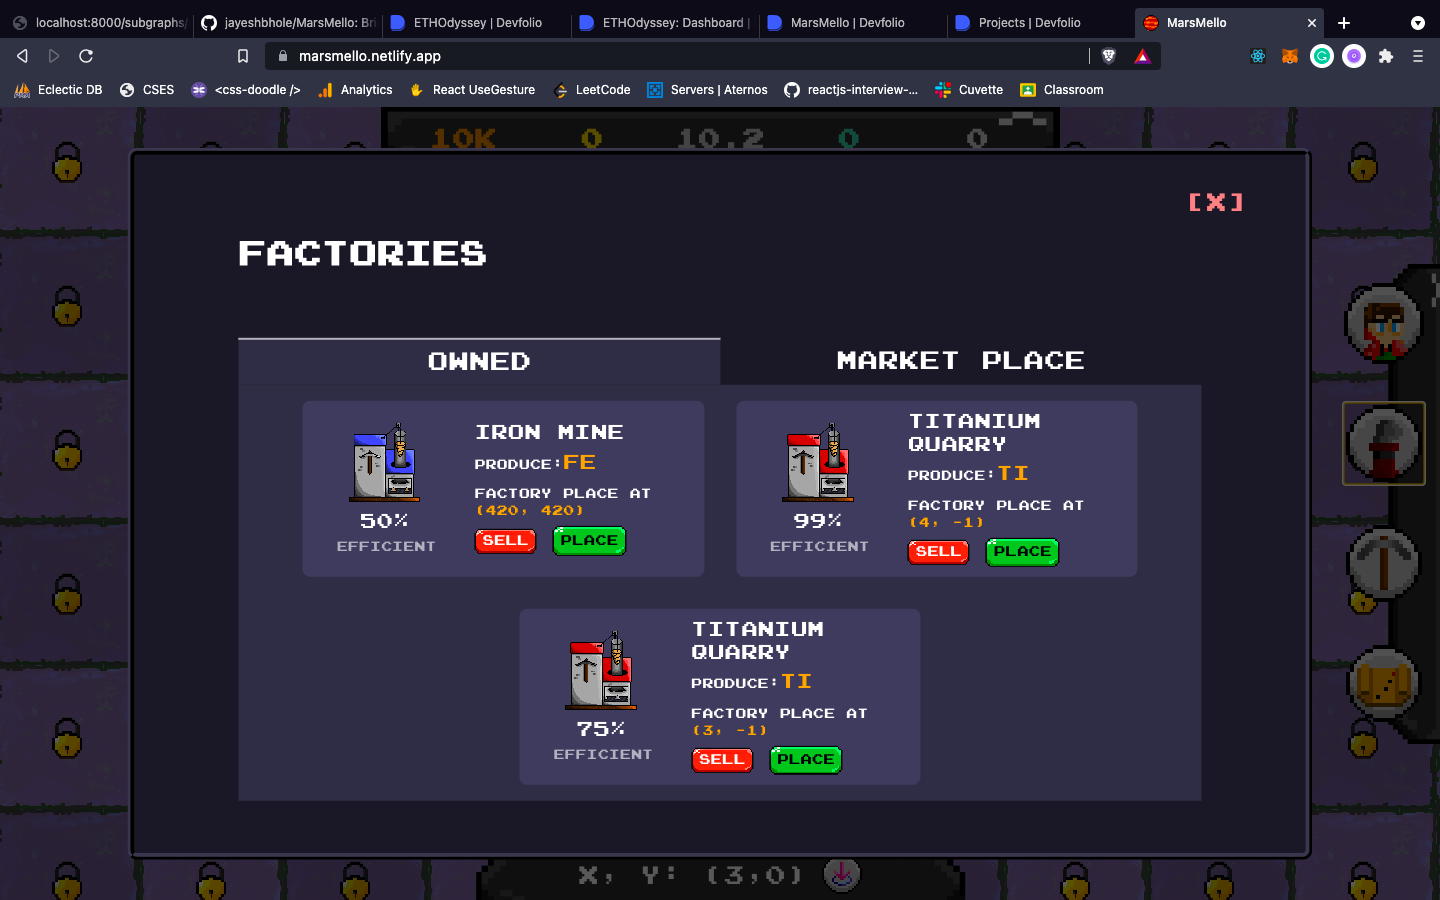 localhost:8000/subgraphs/
jayeshbhole/MarsMello: Bri
ETHOdyssey | Devfolio
ETHOdyssey: Dashboard |
MarsMello | Devfolio
Projects | Devfolio
MarsMello
marsmello.netlify.app
Eclectic DB
CSES
<css-doodle />
Analytics
React UseGesture
LeetCode
Servers | Aternos
reactjs-interview-...
Cuvette
Classroom
10K 0 10.2 0 0
[X]
FACTORIES
OWNED
MARKET PLACE
IRON MINE
PRODUCE:FE
FACTORY PLACE AT
(420, 420)
50%
EFFICIENT
SELL
PLACE
TITANIUM
QUARRY
PRODUCE:TI
FACTORY PLACE AT
(4, -1)
99%
EFFICIENT
SELL
PLACE
TITANIUM
QUARRY
PRODUCE:TI
FACTORY PLACE AT
(3, -1)
75%
EFFICIENT
SELL
PLACE
X, Y: (3,0)